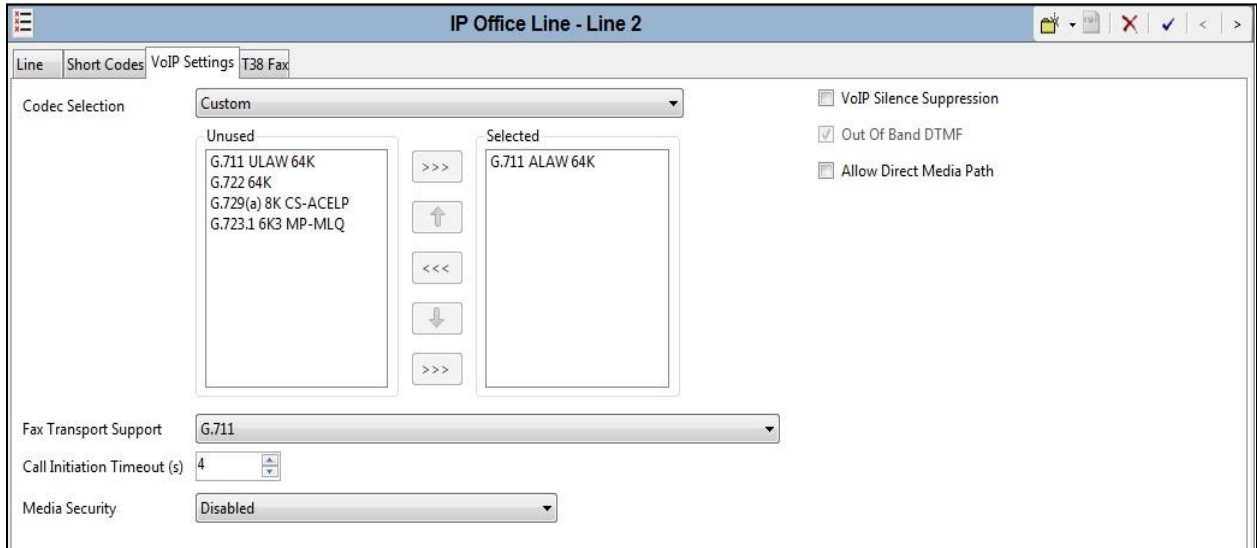 IP Office Line - Line 2
Line Short Codes VoIP Settings T38 Fax
Codec Selection Custom
VoIP Silence Suppression
Out Of Band DTMF
Allow Direct Media Path
Unused
G.711 ULAW 64K
G.722 64K
G.729(a) 8K CS-ACELP
G.723.1 6K3 MP-MLQ
>>>
<<<
>>>
Selected
G.711 ALAW 64K
Fax Transport Support G.711
Call Initiation Timeout (s) 4
Media Security Disabled